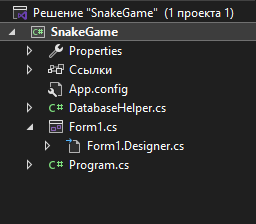 Решение "SnakeGame" (1 проекта 1)
C# SnakeGame
Properties
Ссылки
App.config
C# DatabaseHelper.cs
Form1.cs
Form1.Designer.cs
C# Program.cs